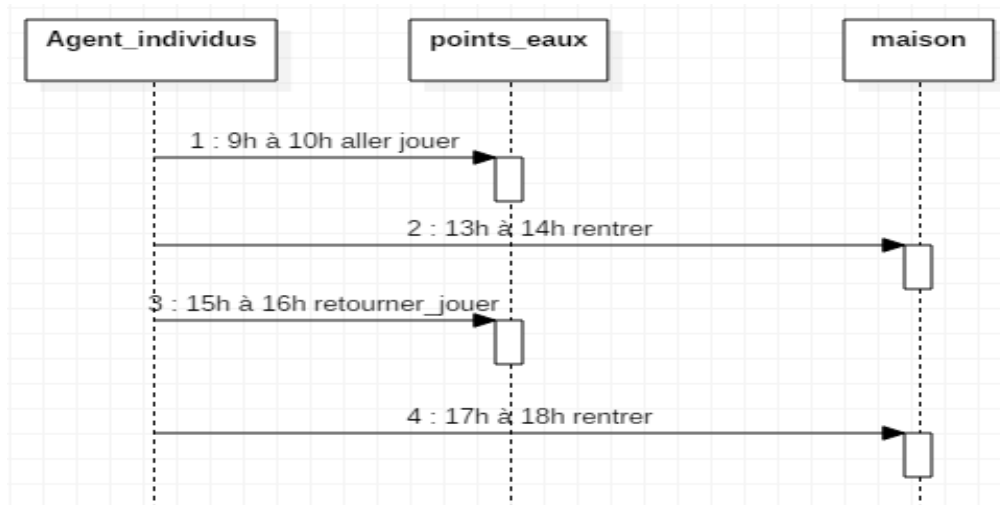 Agent_individus
points_eaux
maison
1 : 9h à 10h aller jouer
2 : 13h à 14h rentrer
3 : 15h à 16h retourner_jouer
4 : 17h à 18h rentrer